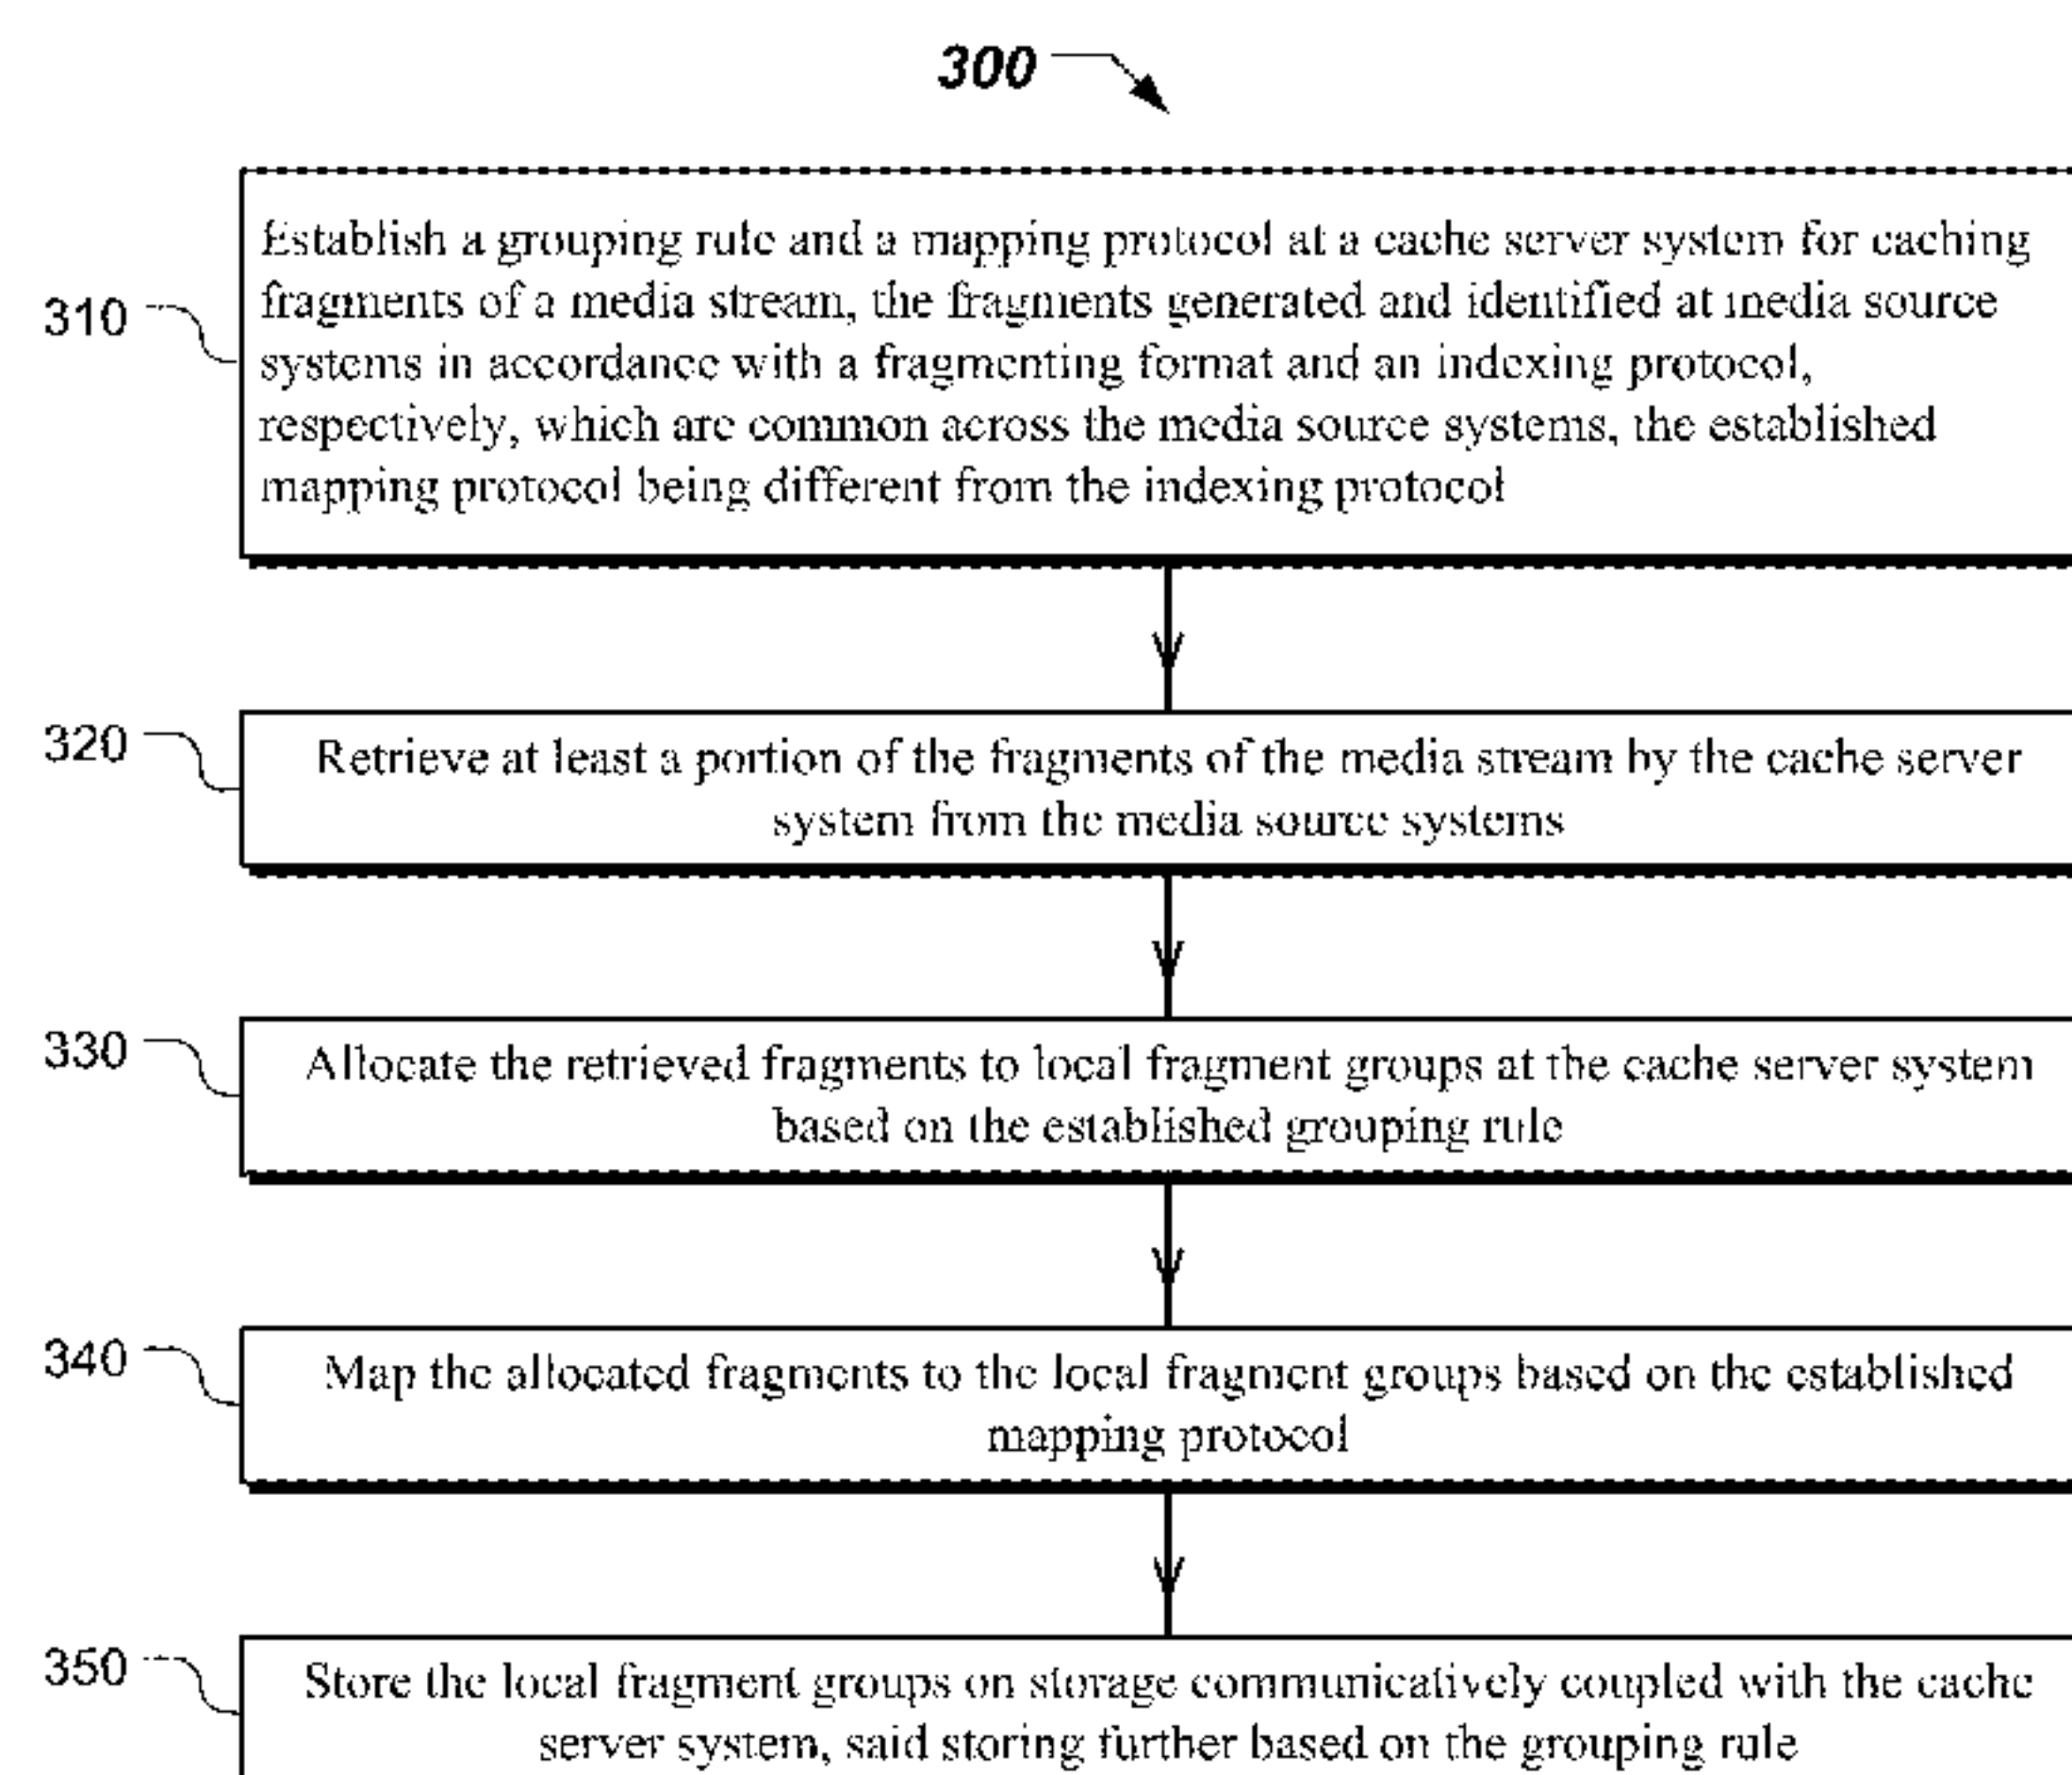 300
310
Establish a grouping rule and a mapping protocol at a cache server system for caching
fragments of a media stream, the fragments generated and identified at media source
systems in accordance with a fragmenting format and an indexing protocol,
respectively, which are common across the media source systems, the established
mapping protocol being different from the indexing protocol
320
Retrieve at least a portion of the fragments of the media stream by the cache server
system from the media source systems
330
Allocate the retrieved fragments to local fragment groups at the cache server system
based on the established grouping rule
340
Map the allocated fragments to the local fragment groups based on the established
mapping protocol
350
Store the local fragment groups on storage communicatively coupled with the cache
server system, said storing further based on the grouping rule